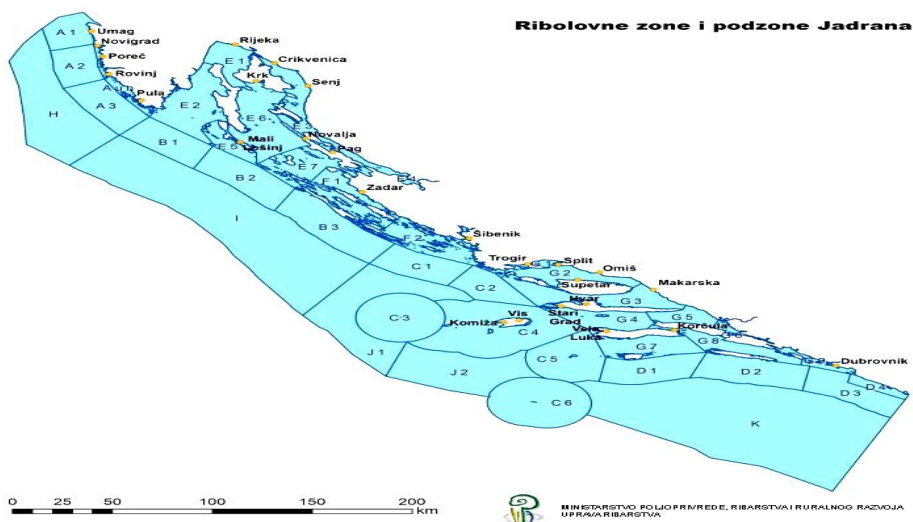 Ribolovne zone i podzone Jadrana
A 1
Umag
Novigrad
A 2
Poreč
Rovinj
A 3
Pula
H
Rijeka
E 1
Crikvenica
Krk
Senj
E 2
E 6
Novalja
Mali
Lošinj
E 5
Pag
B 1
E 7
F 1
Zadar
B 2
I
B 3
F 2
Šibenik
C 1
Trogir
Split
G 2
Omiš
C 2
Supetar
Makarska
Hvar
G 3
C 3
Stari
Grad
G 4
G 5
Vis
Komiža
C 4
Vela
Luka
Korčula
G 8
J 1
C 5
G 7
J 2
D 1
D 2
Dubrovnik
D 4
D 3
C 6
K
0 25 50 100 150 200
km
MINISTARSTVO POLJOPRIVREDE, RIBARSTVA I RURALNOG RAZVOJA
UPRAVA RIBARSTVA